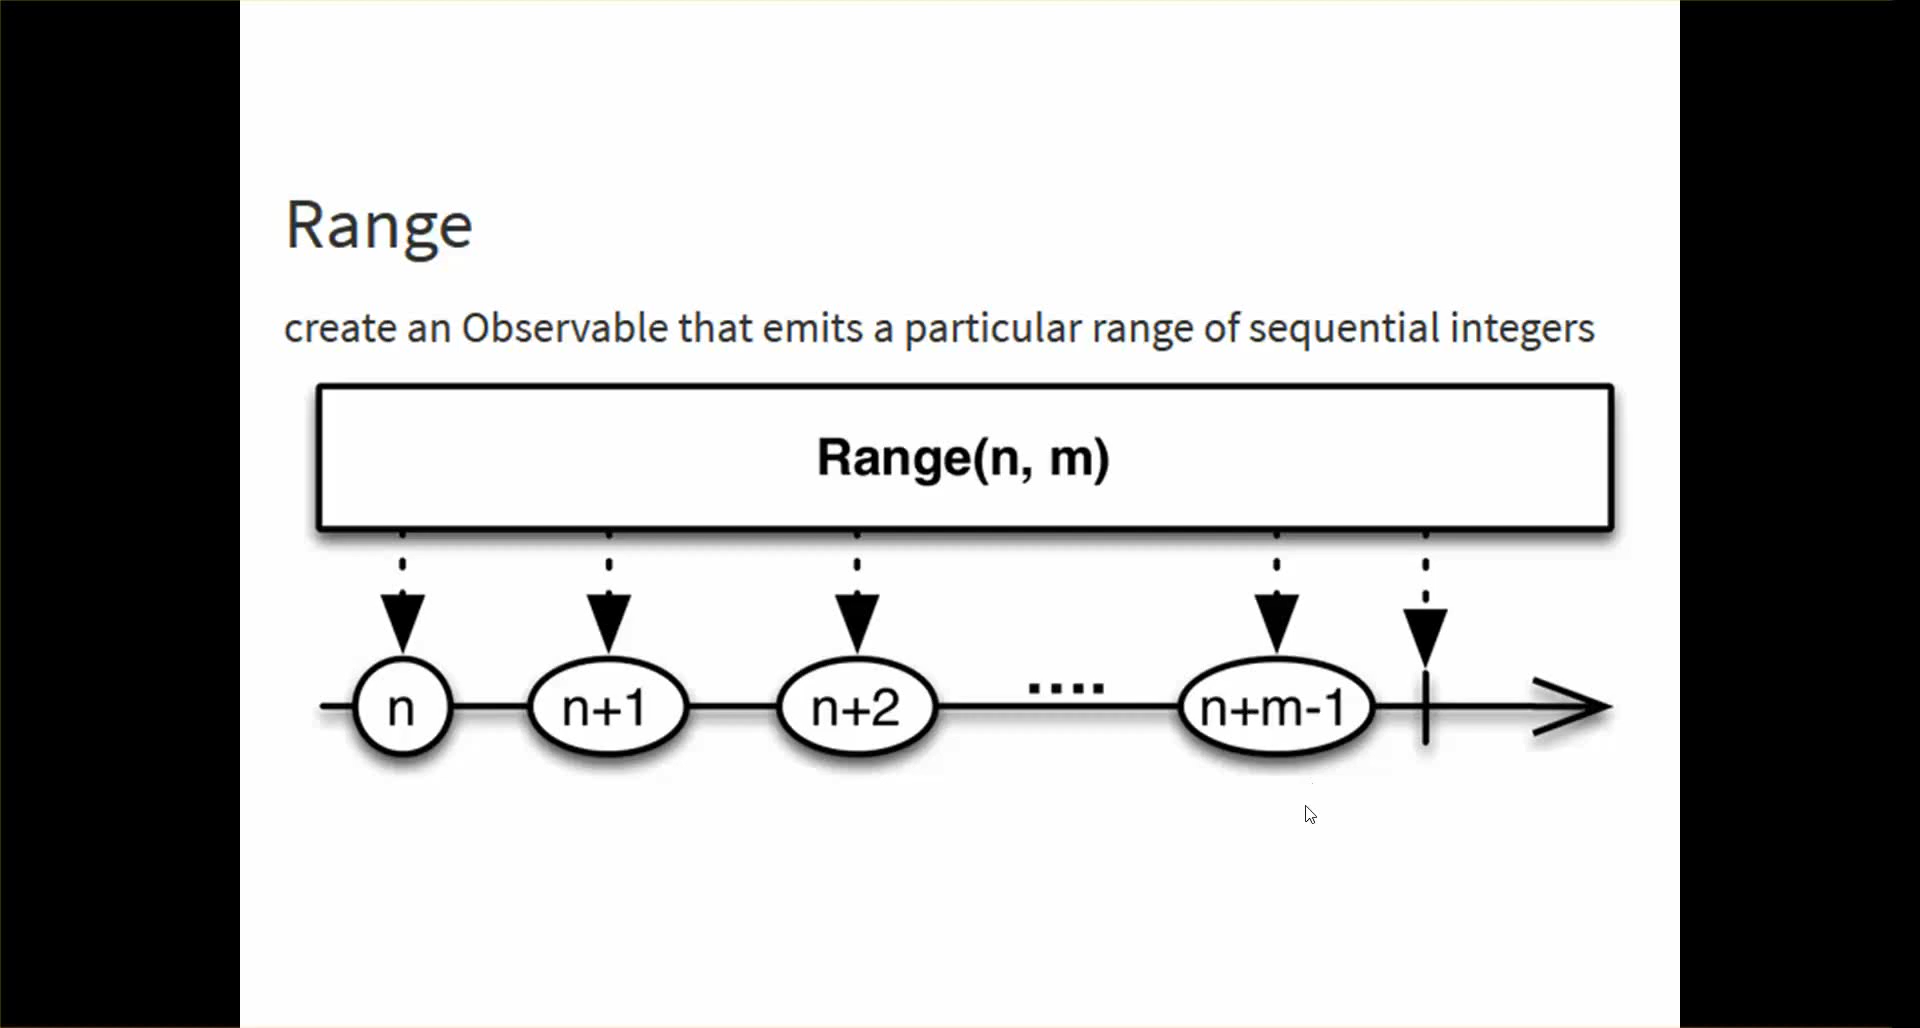 Range
create an Observable that emits a particular range of sequential integers
Range(n, m)
n n+1 n+2 .... n+m-1